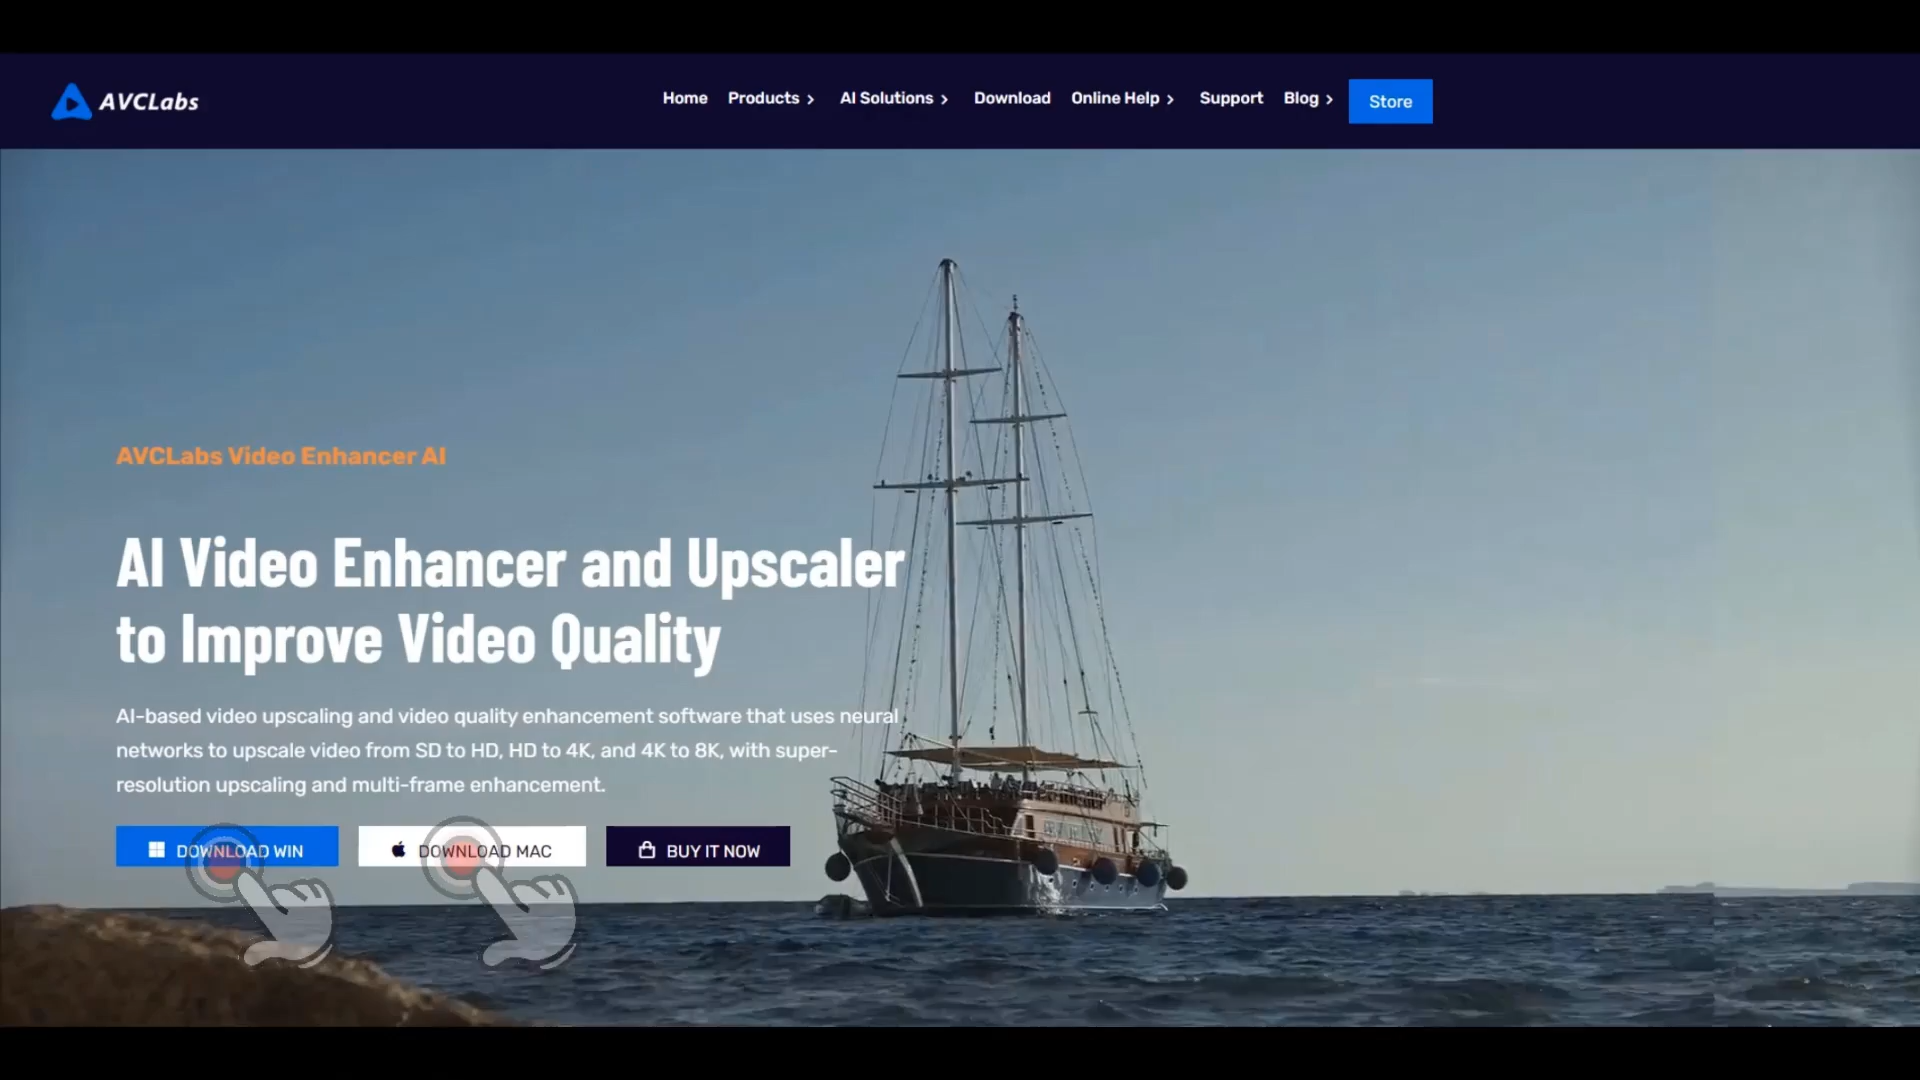 AVCLabs
Home Products AI Solutions Download Online Help Support Blog Store
AVCLabs Video Enhancer AI
AI Video Enhancer and Upscaler
to Improve Video Quality
AI-based video upscaling and video quality enhancement software that uses neural
networks to upscale video from SD to HD, HD to 4K, and 4K to 8K, with super-
resolution upscaling and multi-frame enhancement.
DOWNLOAD WIN DOWNLOAD MAC BUY IT NOW